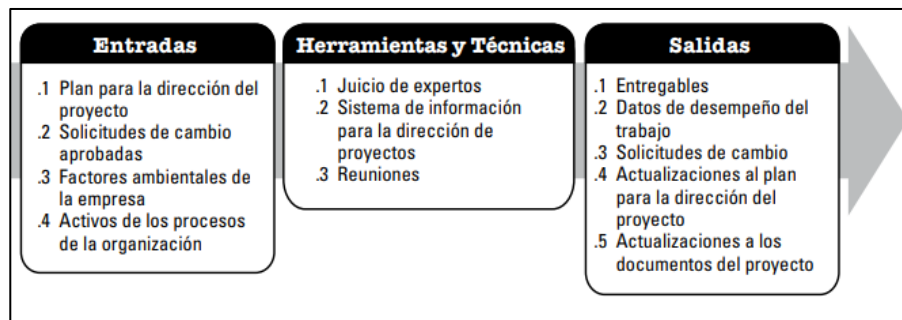 Entradas
.1 Plan para la dirección del
proyecto
.2 Solicitudes de cambio
aprobadas
.3 Factores ambientales de
la empresa
.4 Activos de los procesos
de la organización
Herramientas y Técnicas
.1 Juicio de expertos
.2 Sistema de información
para la dirección de
proyectos
.3 Reuniones
Salidas
.1 Entregables
.2 Datos de desempeño del
trabajo
.3 Solicitudes de cambio
.4 Actualizaciones al plan
para la dirección del
proyecto
.5 Actualizaciones a los
documentos del proyecto